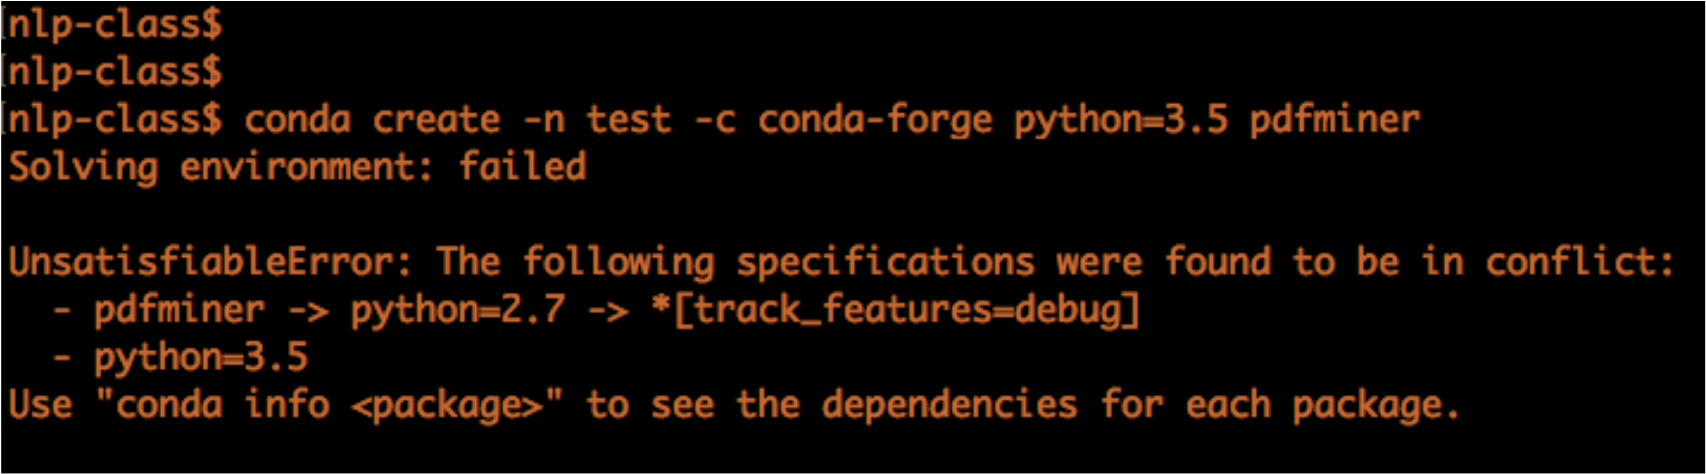 nlp-class$
nlp-class$
nlp-class$ conda create -n test -c conda-forge python=3.5 pdfminer
Solving environment: failed
UnsatisfiableError: The following specifications were found to be in conflict:
  - pdfminer -> python=2.7 -> *[track_features=debug]
  - python=3.5
Use "conda info <package>" to see the dependencies for each package.